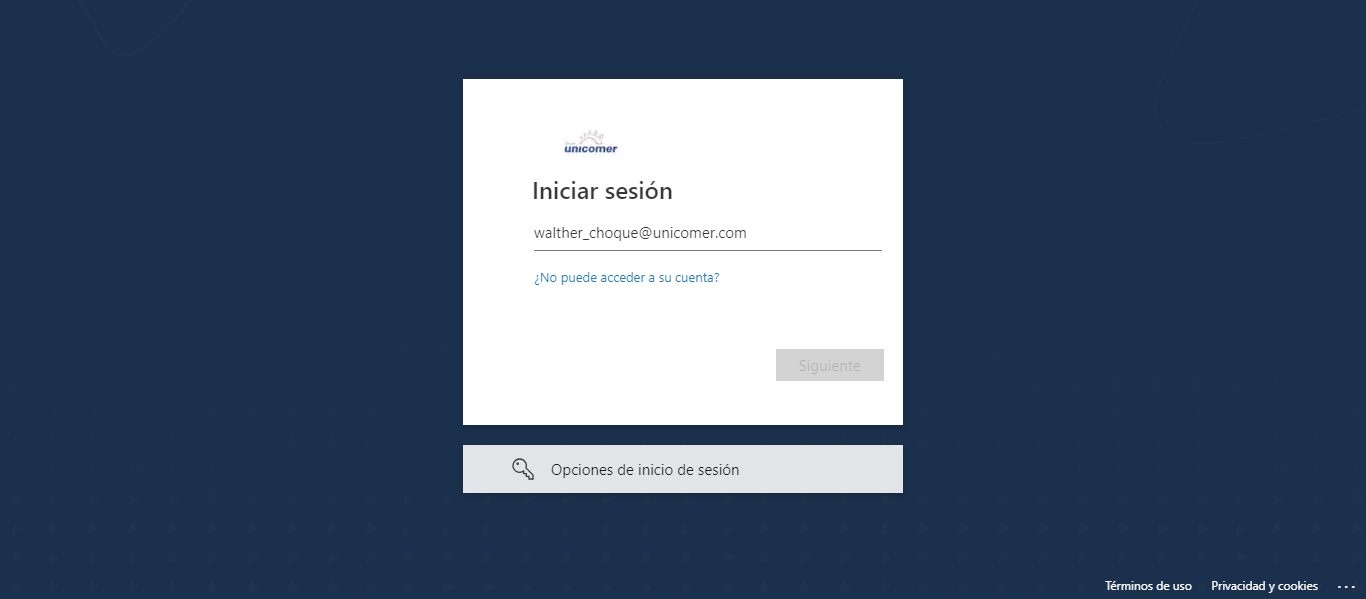 unicomer
Iniciar sesión
walther_choque@unicomer.com
¿No puede acceder a su cuenta?
Siguiente
Opciones de inicio de sesión
Términos de uso Privacidad y cookies ...